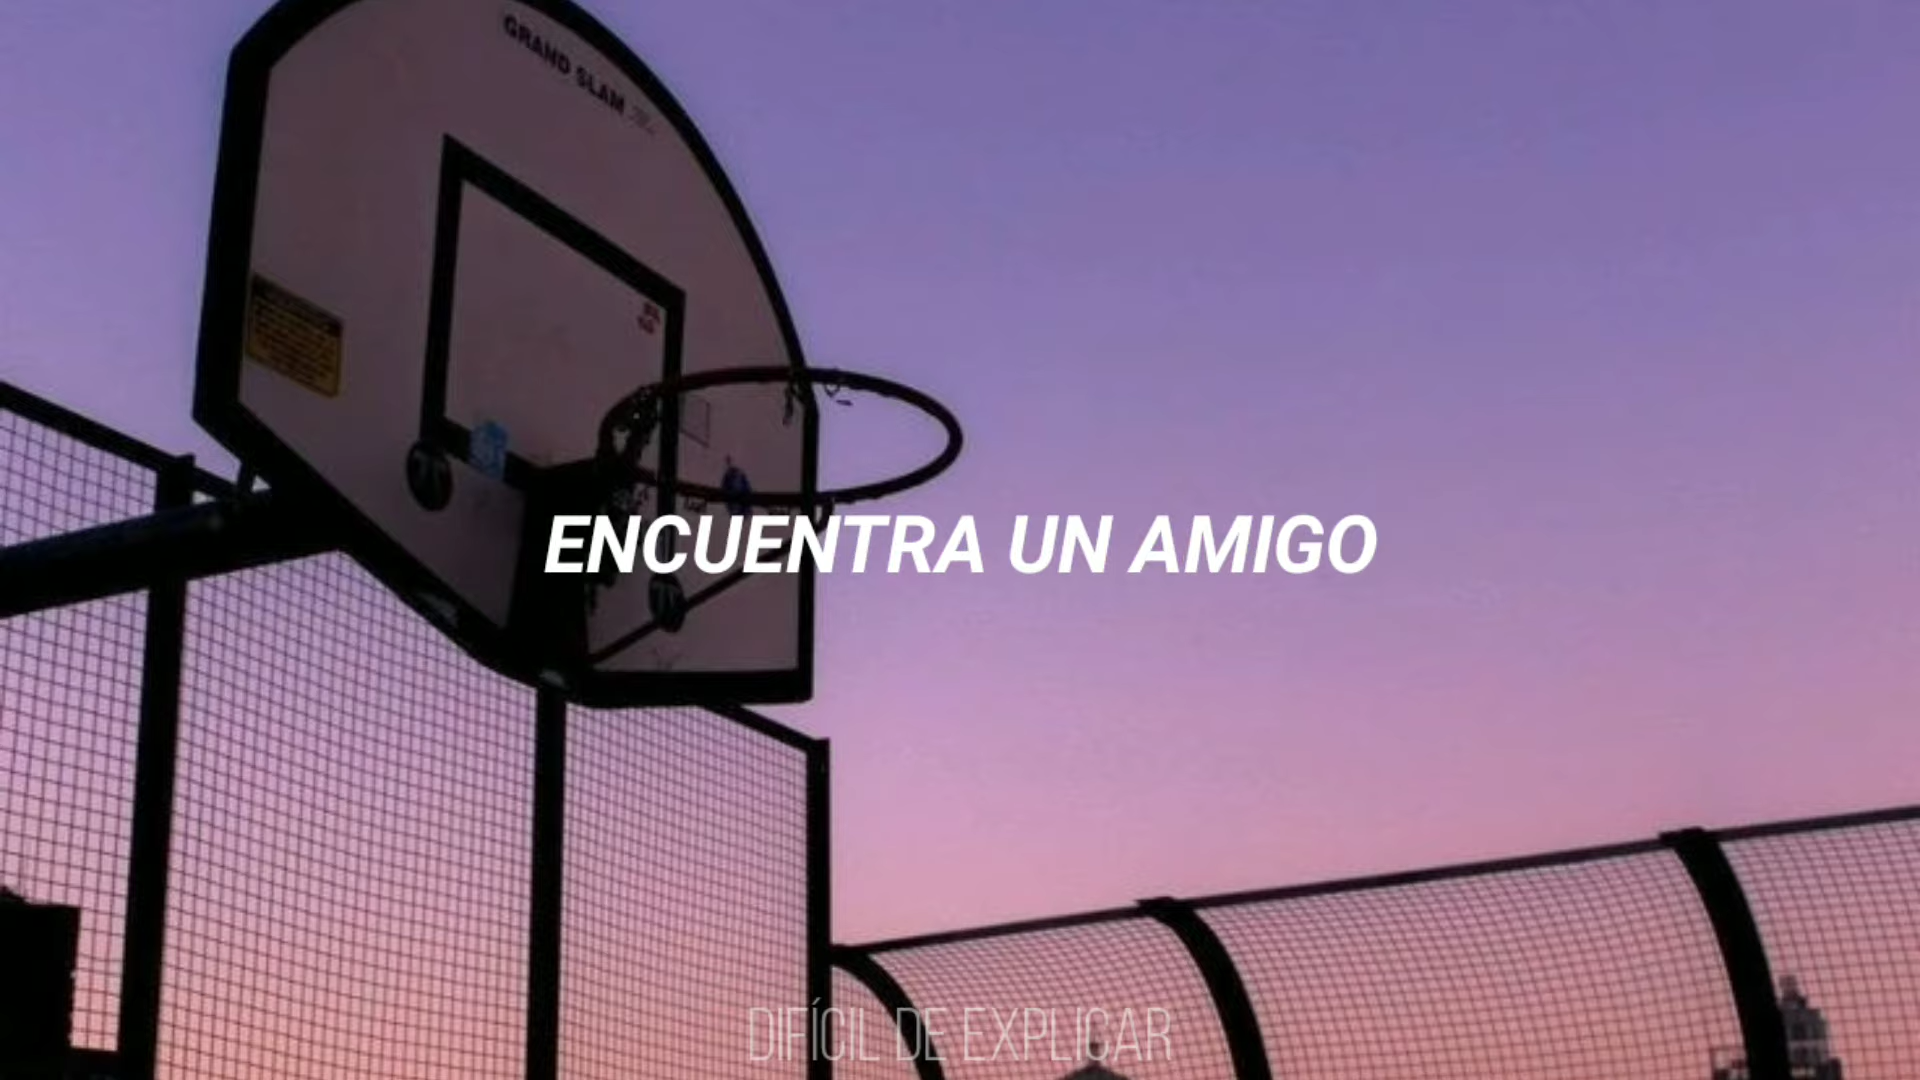 GRAND SLAM
ENCUENTRA UN AMIGO
DIFÍCIL DE EXPLICAR